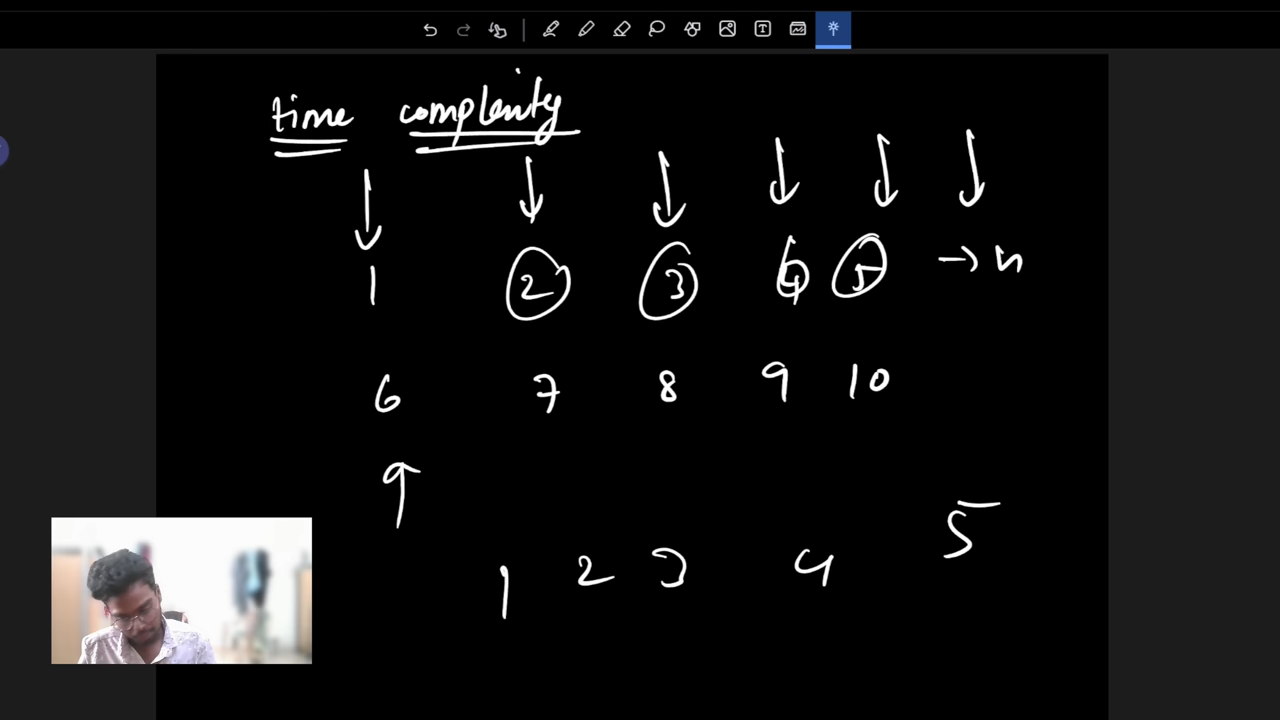 time complexity
1 2 3 4 5 → n
6 7 8 9 10
1 2 3 4 5